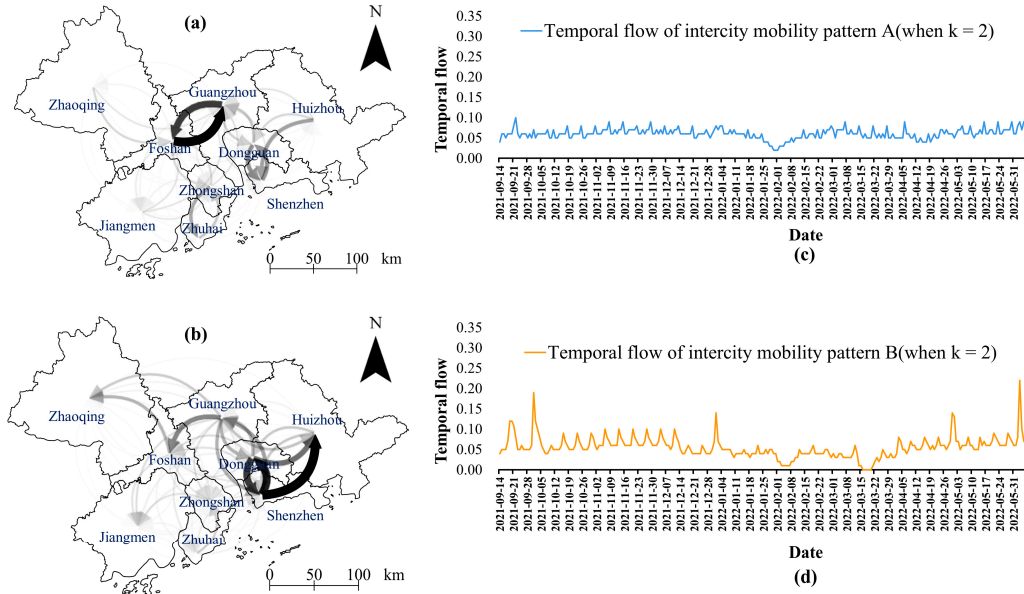 (a)
N
Zhaoqing
Guangzhou
Huizhou
Foshan
Dongguan
Zhongshan
Shenzhen
Jiangmen
Zhuhai
0 50 100 km
Temporal flow of intercity mobility pattern A(when k = 2)
Temporal flow
0.35
0.30
0.25
0.20
0.15
0.10
0.05
0.00
2021-09-14
2021-09-21
2021-09-28
2021-10-05
2021-10-12
2021-10-19
2021-10-26
2021-11-02
2021-11-09
2021-11-16
2021-11-23
2021-11-30
2021-12-07
2021-12-14
2021-12-21
2021-12-28
2022-01-04
2022-01-11
2022-01-18
2022-01-25
2022-02-01
2022-02-08
2022-02-15
2022-02-22
2022-03-01
2022-03-08
2022-03-15
2022-03-22
2022-03-29
2022-04-05
2022-04-12
2022-04-19
2022-04-26
2022-05-03
2022-05-10
2022-05-17
2022-05-24
2022-05-31
Date
(c)
(b)
N
Zhaoqing
Guangzhou
Huizhou
Foshan
Dongguan
Zhongshan
Shenzhen
Jiangmen
Zhuhai
0 50 100 km
Temporal flow of intercity mobility pattern B(when k = 2)
Temporal flow
0.35
0.30
0.25
0.20
0.15
0.10
0.05
0.00
2021-09-14
2021-09-21
2021-09-28
2021-10-05
2021-10-12
2021-10-19
2021-10-26
2021-11-02
2021-11-09
2021-11-16
2021-11-23
2021-11-30
2021-12-07
2021-12-14
2021-12-21
2021-12-28
2022-01-04
2022-01-11
2022-01-18
2022-01-25
2022-02-01
2022-02-08
2022-02-15
2022-02-22
2022-03-01
2022-03-08
2022-03-15
2022-03-22
2022-03-29
2022-04-05
2022-04-12
2022-04-19
2022-04-26
2022-05-03
2022-05-10
2022-05-17
2022-05-24
2022-05-31
Date
(d)